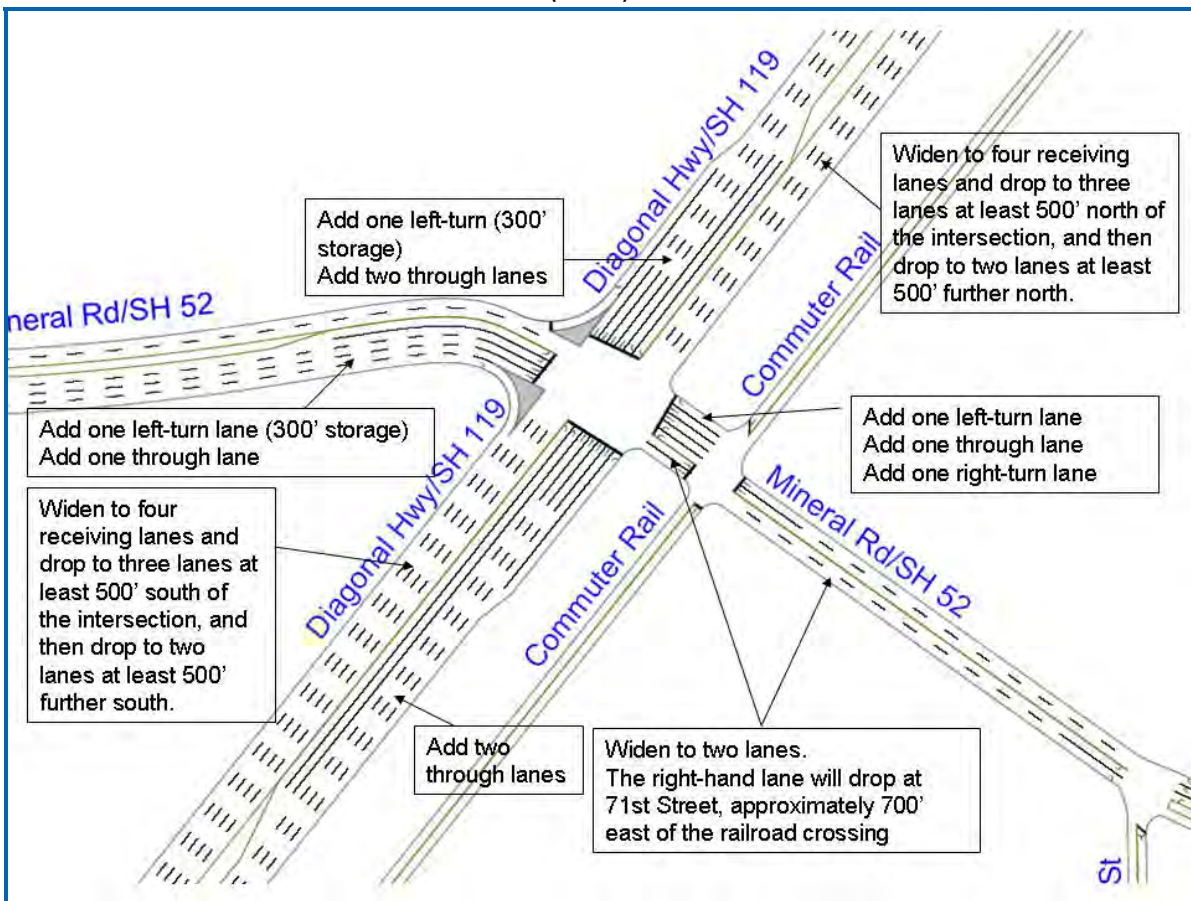 Diagonal Hwy/SH 119
Widen to four receiving
lanes and drop to three
lanes at least 500' north of
the intersection, and then
drop to two lanes at least
500' further north.
Add one left-turn (300'
storage)
Add two through lanes
Commuter Rail
neral Rd/SH 52
Add one left-turn lane (300' storage)
Add one through lane
Add one left-turn lane
Add one through lane
Add one right-turn lane
Diagonal Hwy/SH 119
Mineral Rd/SH 52
Widen to four
receiving lanes and
drop to three lanes at
least 500' south of
the intersection, and
then drop to two
lanes at least 500'
further south.
Commuter Rail
Add two
through lanes
Widen to two lanes.
The right-hand lane will drop at
71st Street, approximately 700'
east of the railroad crossing
St